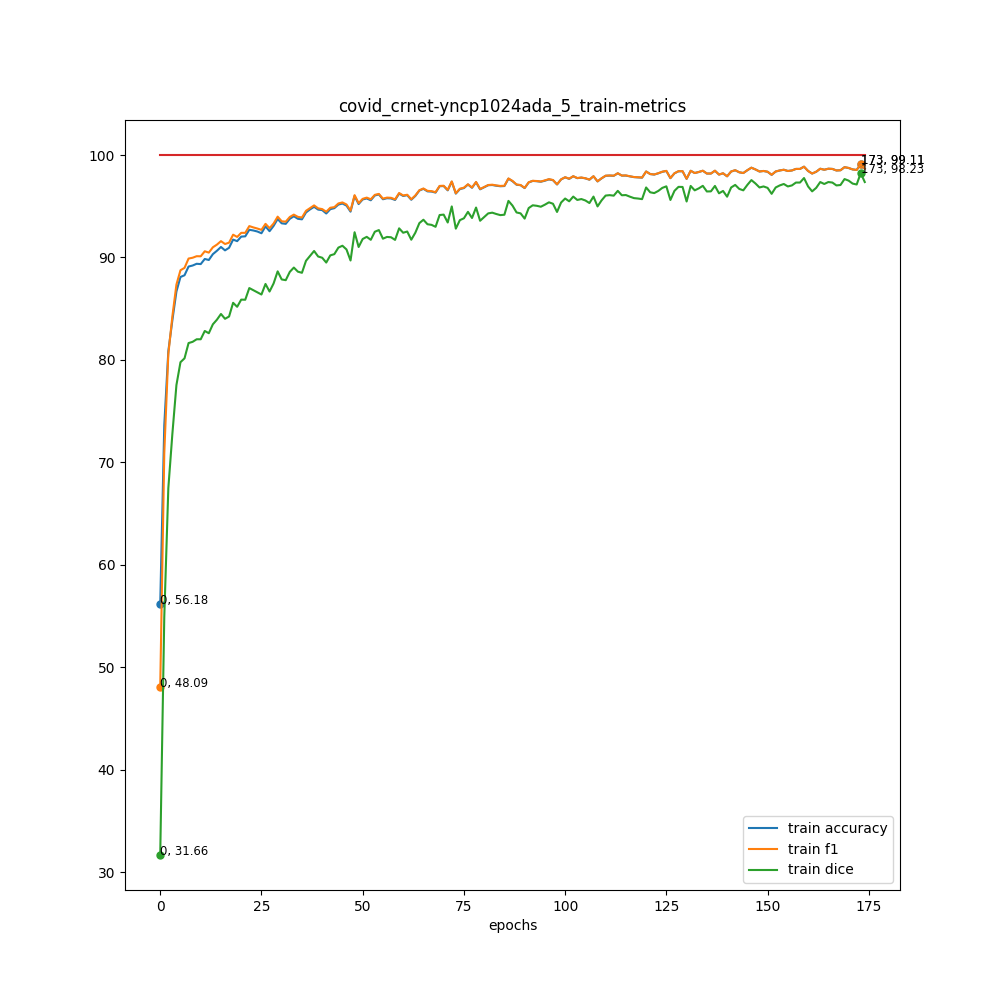 covid_crnet-yncp1024ada_5_train-metrics
100
173, 99.11
173, 98.23
90
80
70
60
0, 56.18
50
0, 48.09
40
0, 31.66
30
train accuracy
train f1
train dice
0 25 50 75 100 125 150 175
epochs